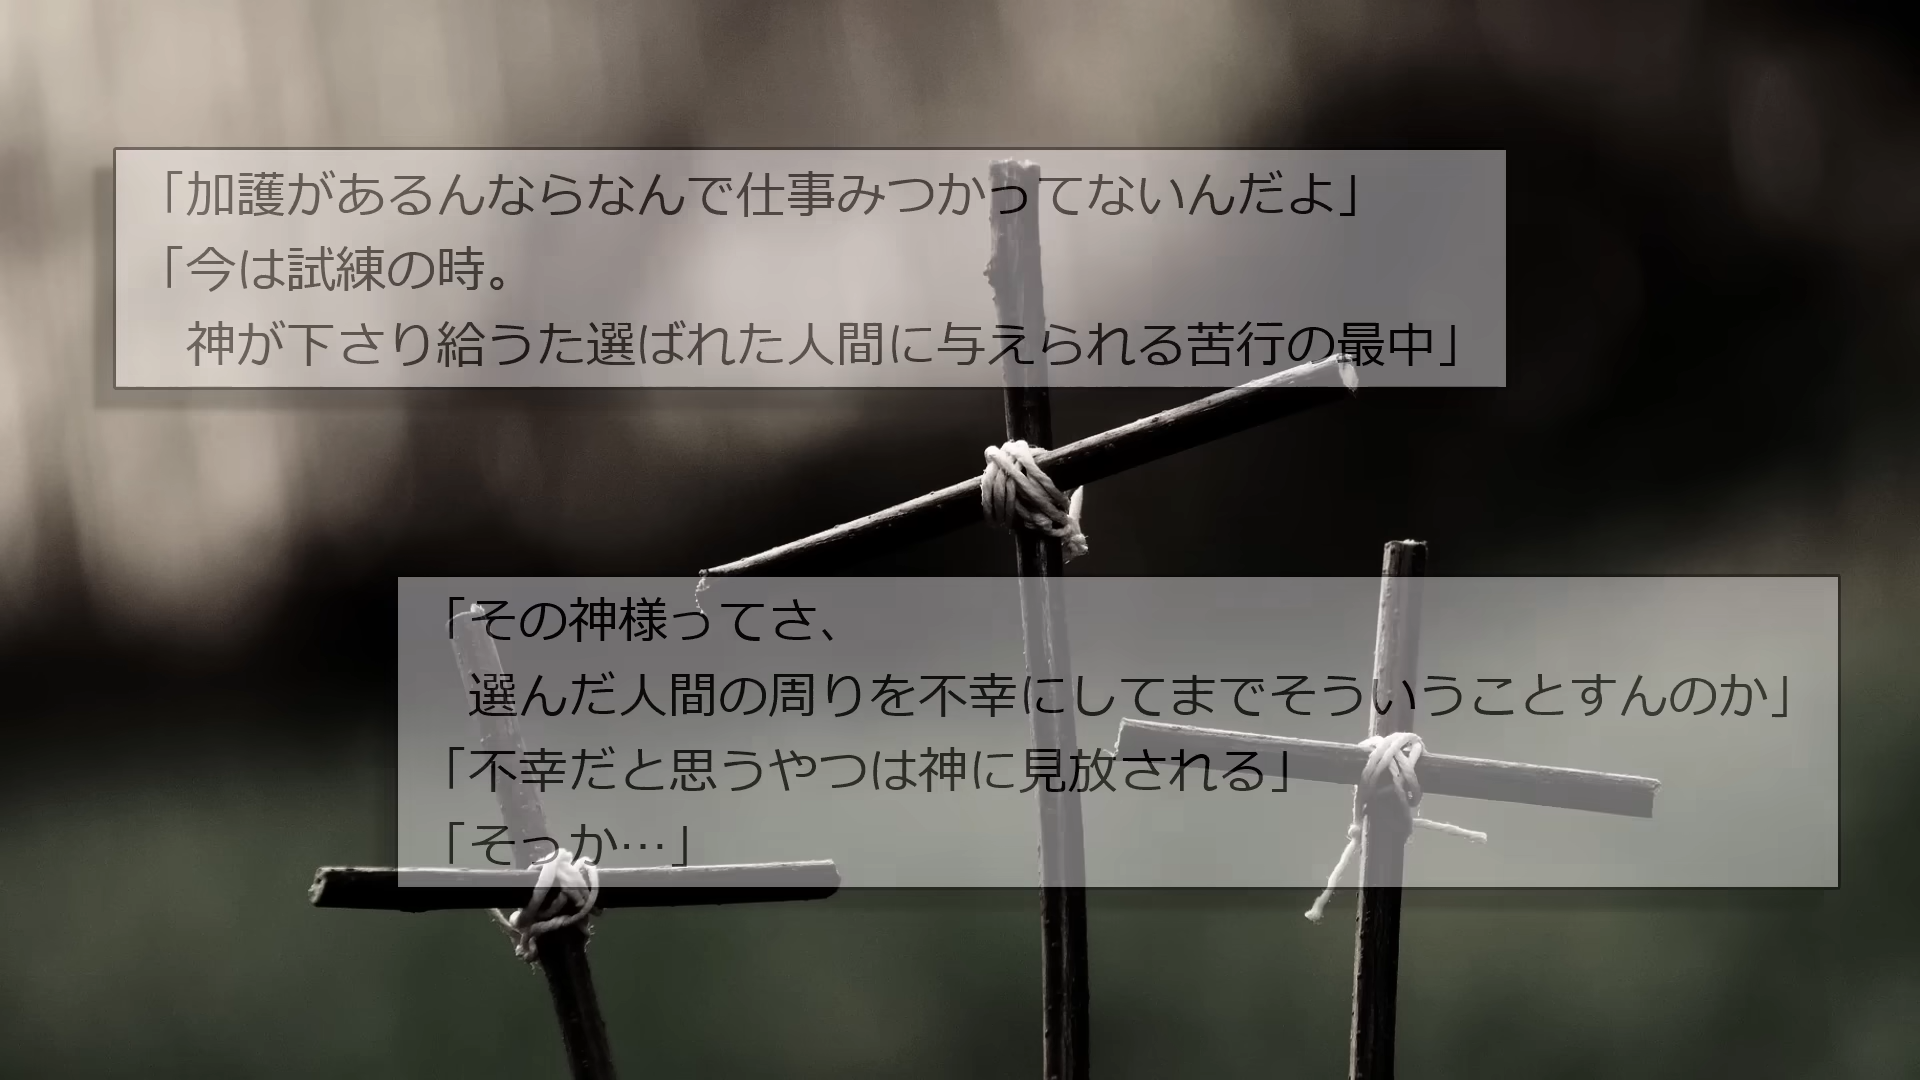 「加護があるんならなんで仕事みつかってないんだよ」
「今は試練の時。
　神が下さり給うた選ばれた人間に与えられる苦行の最中」
「その神様ってさ、
　選んだ人間の周りを不幸にしてまでそういうことすんのか」
「不幸だと思うやつは神に見放される」
「そっか…」